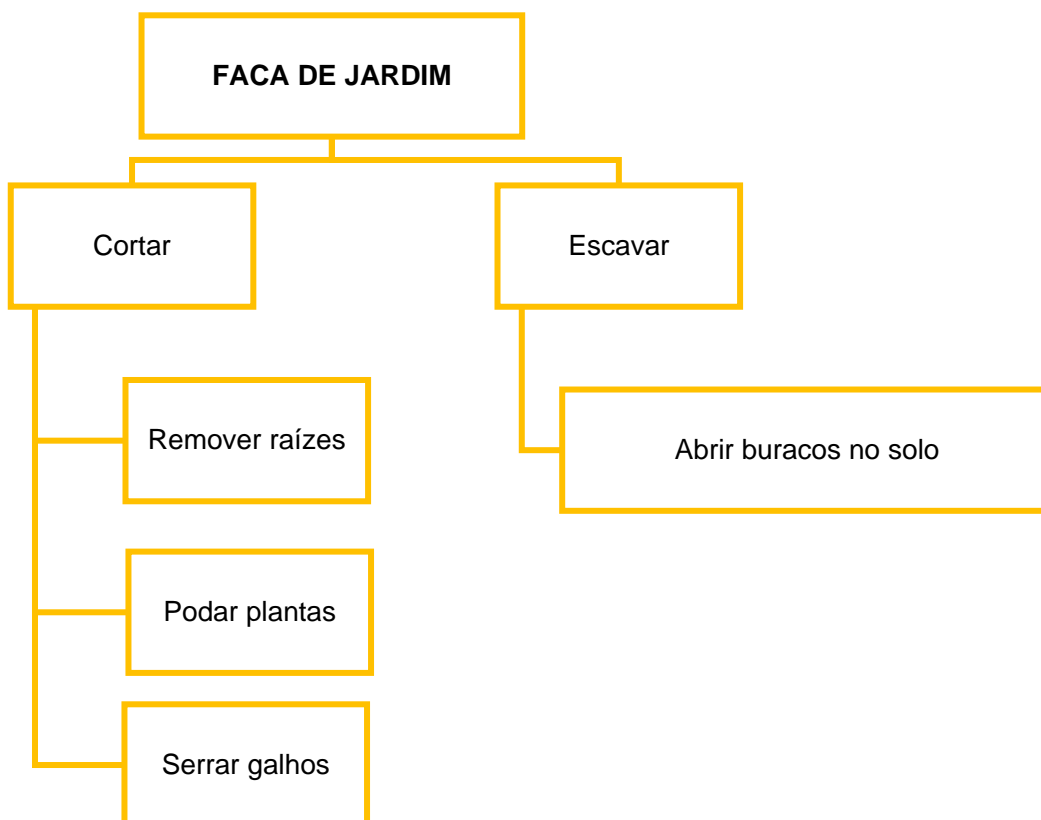 FACA DE JARDIM
Cortar
Escavar
Remover raízes
Abrir buracos no solo
Podar plantas
Serrar galhos